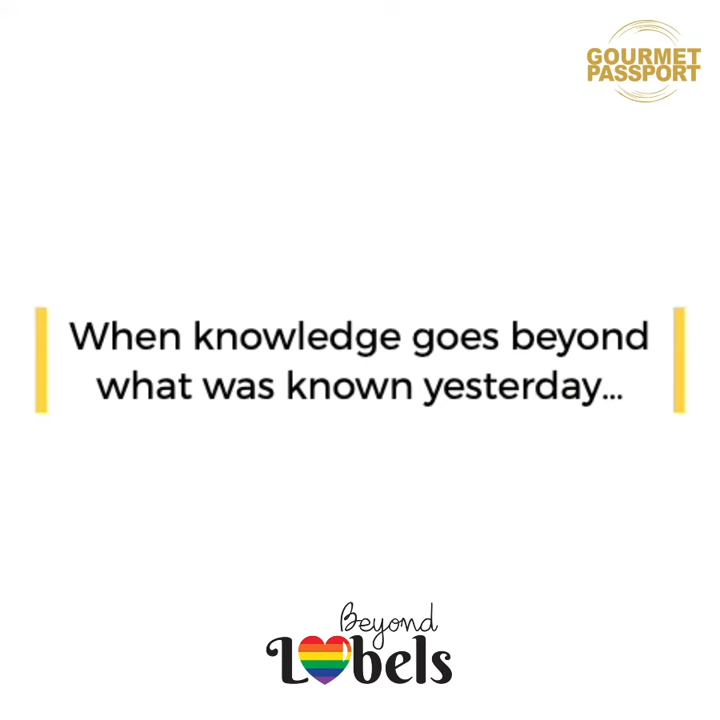 GOURMET
PASSPORT
When knowledge goes beyond
what was known yesterday...
Beyond
Labels